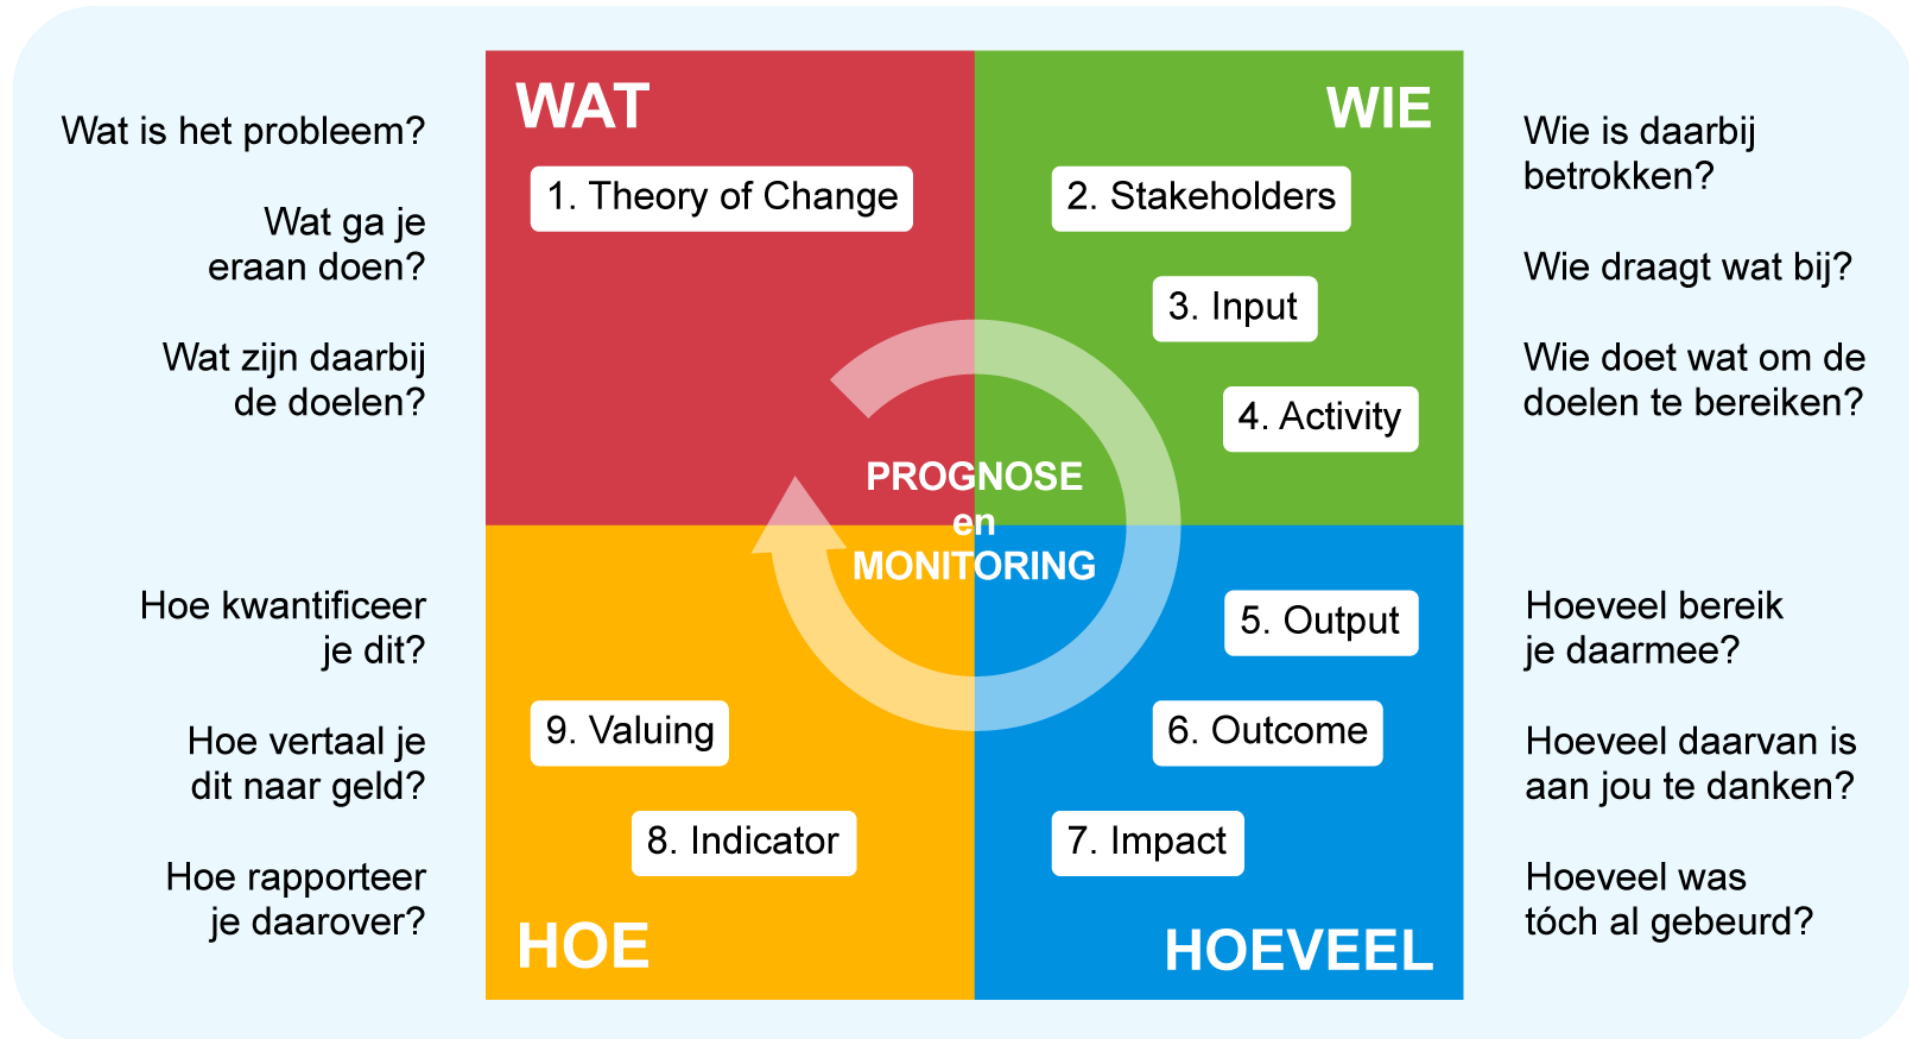 WAT
Wat is het probleem?
Wat ga je
eraan doen?
Wat zijn daarbij
de doelen?
1. Theory of Change
WIE
2. Stakeholders
3. Input
4. Activity
Wie is daarbij
betrokken?
Wie draagt wat bij?
Wie doet wat om de
doelen te bereiken?
PROGNOSE
en
MONITORING
Hoe kwantificeer
je dit?
Hoe vertaal je
dit naar geld?
Hoe rapporteer
je daarover?
9. Valuing
8. Indicator
HOE
5. Output
6. Outcome
7. Impact
HOEVEEL
Hoeveel bereik
je daarmee?
Hoeveel daarvan is
aan jou te danken?
Hoeveel was
tóch al gebeurd?